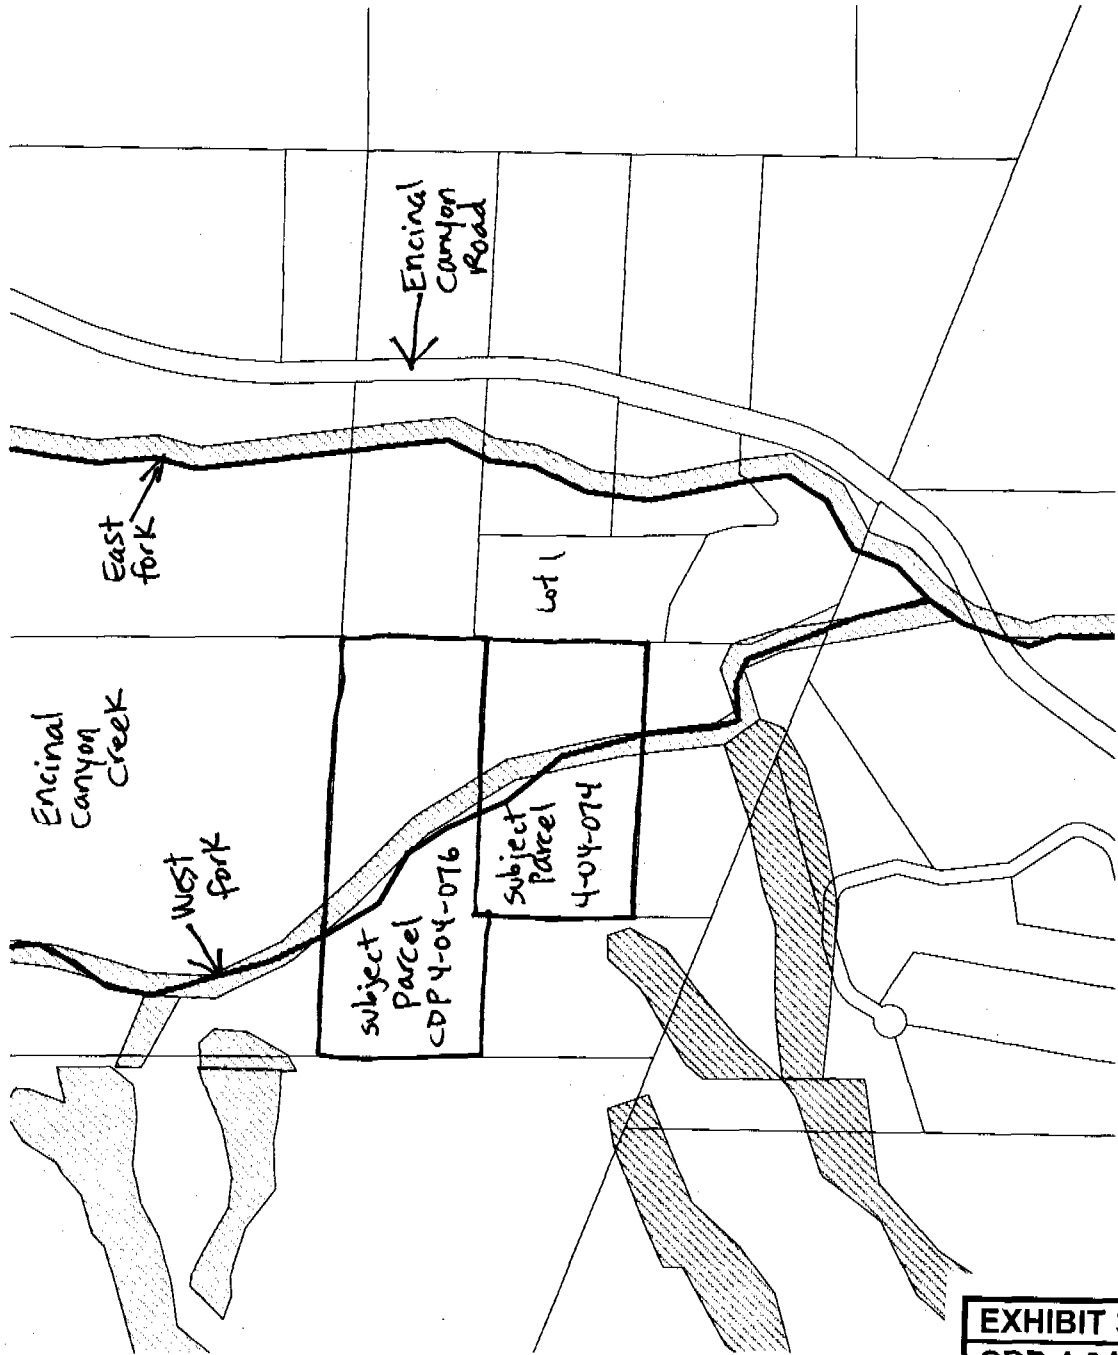 Encinal
Canyon
Road
East
fork
Lot 1
Encinal
Canyon
Creek
West
fork
subject
Parcel
CDP 4-04-076
subject
Parcel
4-04-074
EXHIBIT